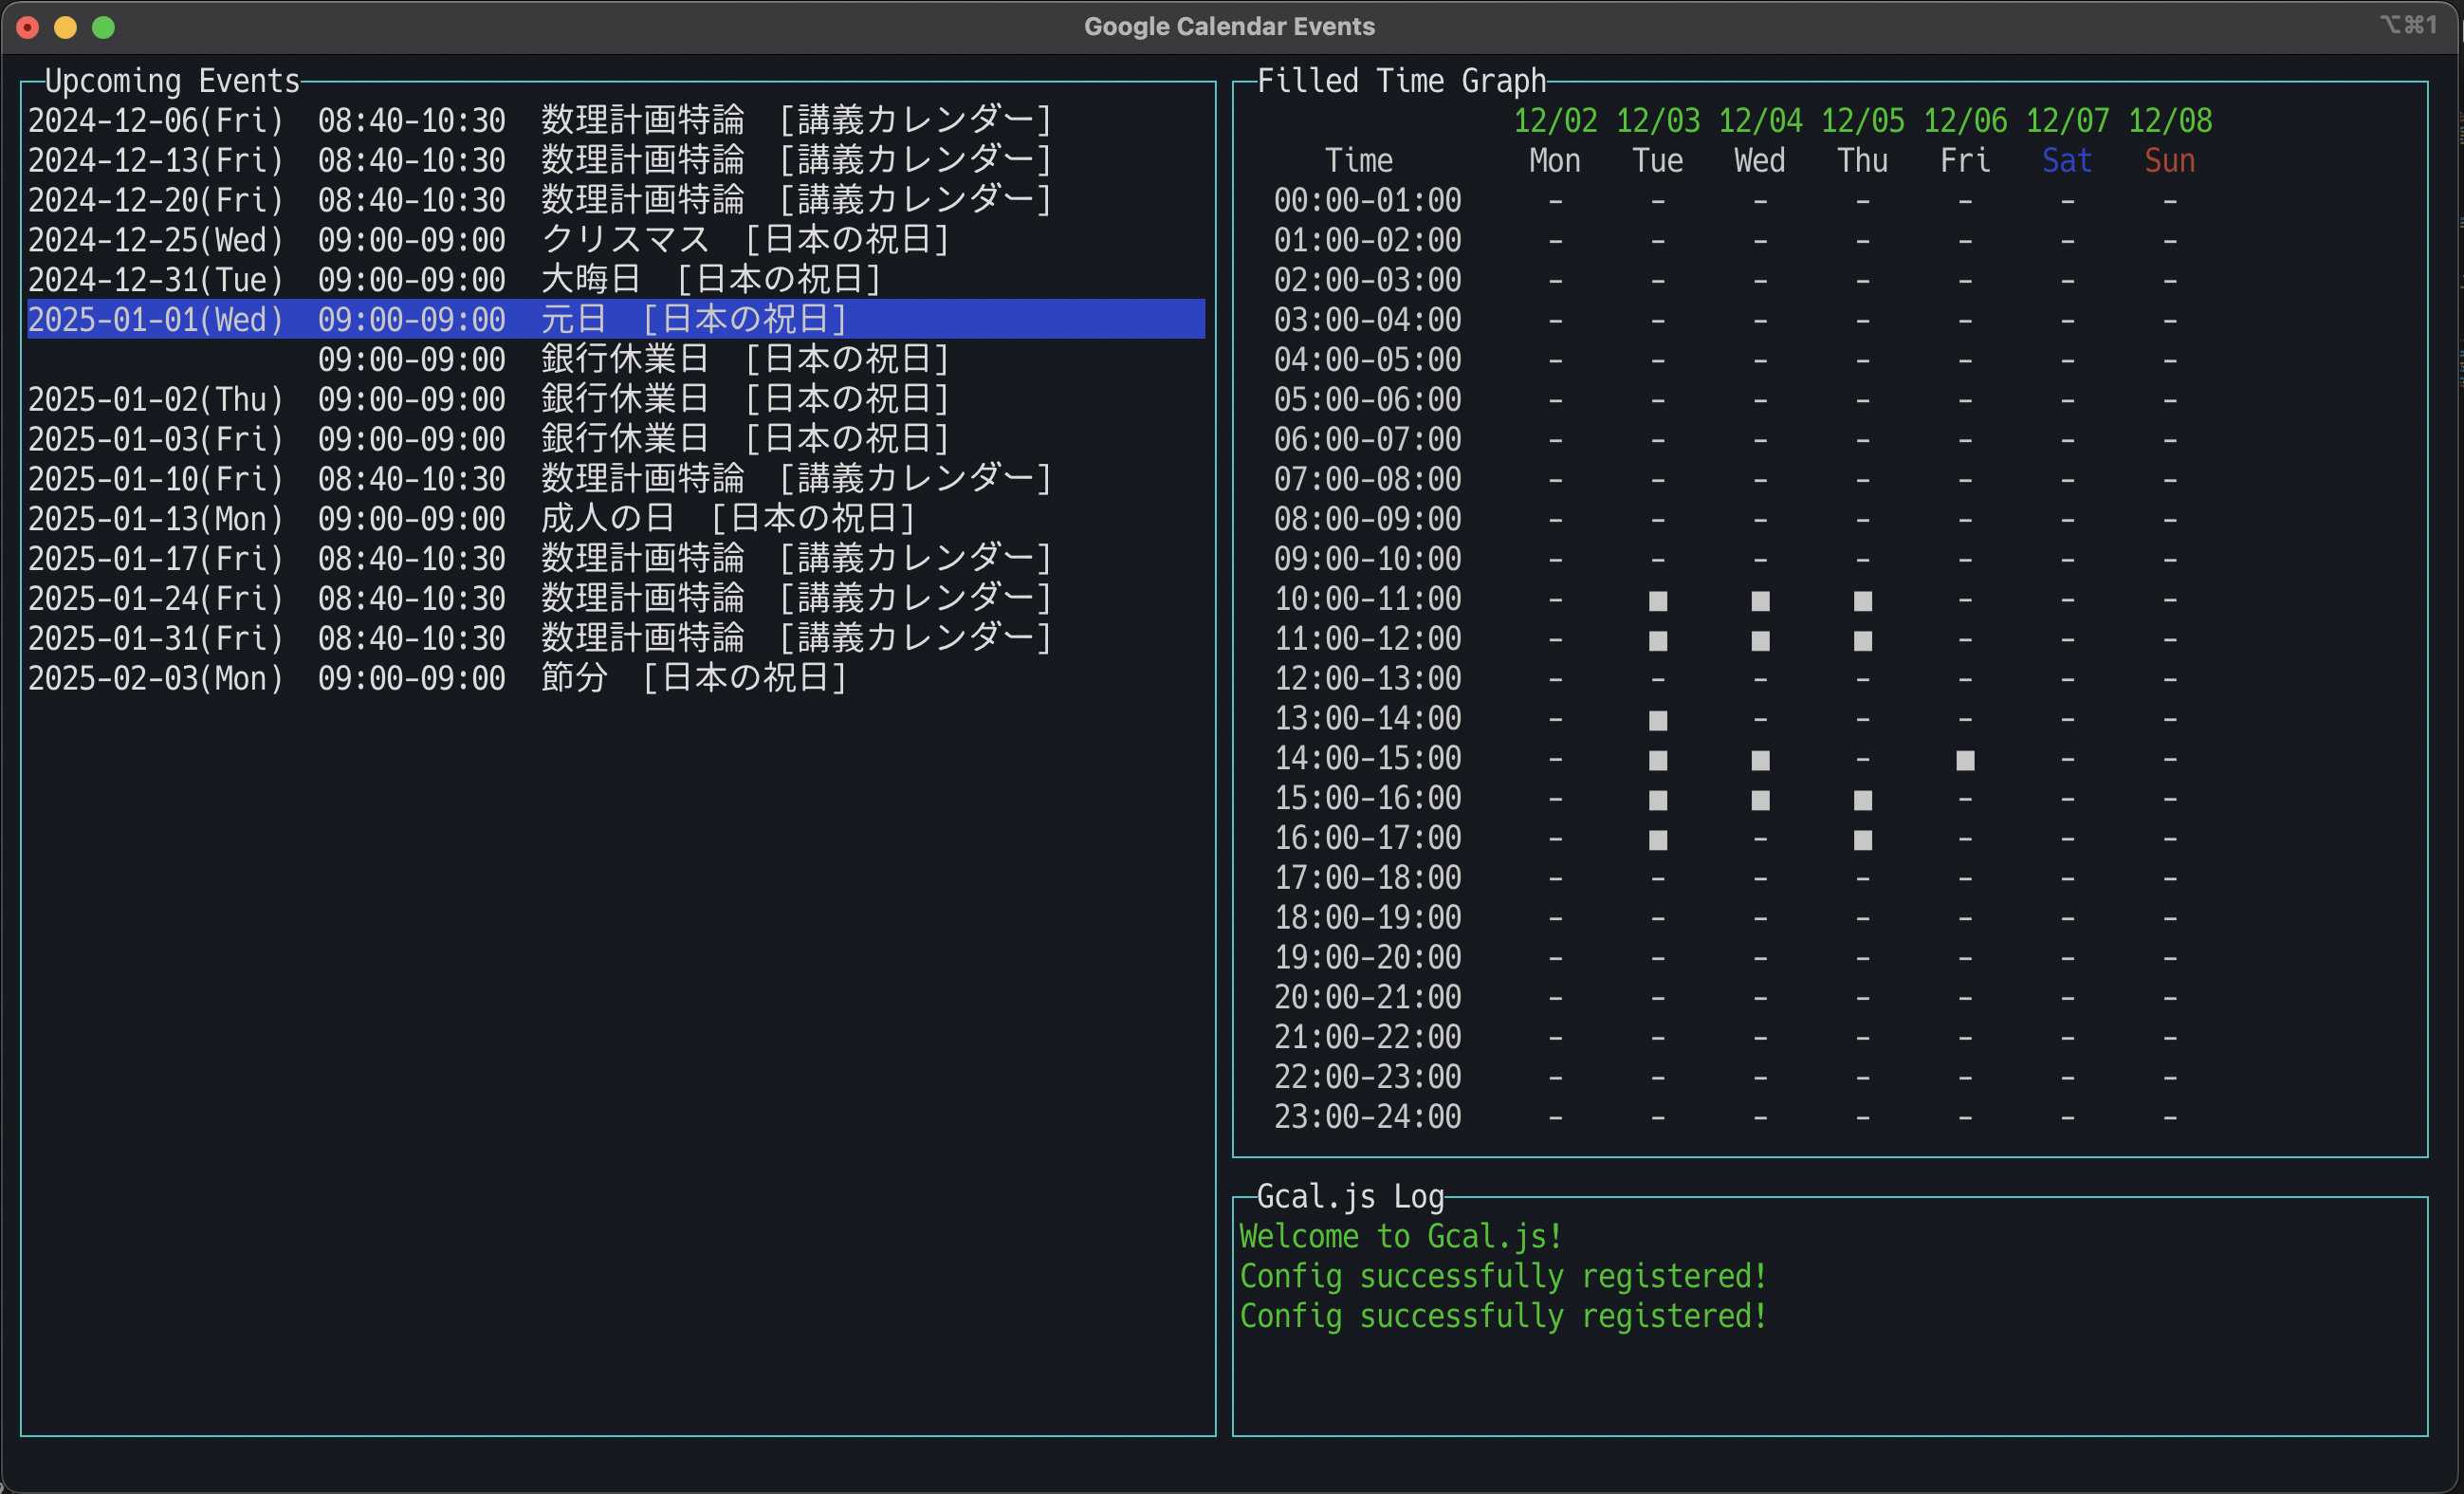 Google Calendar Events
⌥⌘1
Upcoming Events
2024-12-06(Fri) 08:40-10:30 数理計画特論 [講義カレンダー]
2024-12-13(Fri) 08:40-10:30 数理計画特論 [講義カレンダー]
2024-12-20(Fri) 08:40-10:30 数理計画特論 [講義カレンダー]
2024-12-25(Wed) 09:00-09:00 クリスマス [日本の祝日]
2024-12-31(Tue) 09:00-09:00 大晦日 [日本の祝日]
2025-01-01(Wed) 09:00-09:00 元日 [日本の祝日]
09:00-09:00 銀行休業日 [日本の祝日]
2025-01-02(Thu) 09:00-09:00 銀行休業日 [日本の祝日]
2025-01-03(Fri) 09:00-09:00 銀行休業日 [日本の祝日]
2025-01-10(Fri) 08:40-10:30 数理計画特論 [講義カレンダー]
2025-01-13(Mon) 09:00-09:00 成人の日 [日本の祝日]
2025-01-17(Fri) 08:40-10:30 数理計画特論 [講義カレンダー]
2025-01-24(Fri) 08:40-10:30 数理計画特論 [講義カレンダー]
2025-01-31(Fri) 08:40-10:30 数理計画特論 [講義カレンダー]
2025-02-03(Mon) 09:00-09:00 節分 [日本の祝日]
Filled Time Graph
12/02 12/03 12/04 12/05 12/06 12/07 12/08
Time Mon Tue Wed Thu Fri Sat Sun
00:00-01:00 - - - - - - -
01:00-02:00 - - - - - - -
02:00-03:00 - - - - - - -
03:00-04:00 - - - - - - -
04:00-05:00 - - - - - - -
05:00-06:00 - - - - - - -
06:00-07:00 - - - - - - -
07:00-08:00 - - - - - - -
08:00-09:00 - - - - - - -
09:00-10:00 - - - - - - -
10:00-11:00 - ■ ■ ■ - - -
11:00-12:00 - ■ ■ ■ - - -
12:00-13:00 - - - - - - -
13:00-14:00 - ■ - - - - -
14:00-15:00 - ■ ■ - ■ - -
15:00-16:00 - ■ ■ ■ - - -
16:00-17:00 - ■ - ■ - - -
17:00-18:00 - - - - - - -
18:00-19:00 - - - - - - -
19:00-20:00 - - - - - - -
20:00-21:00 - - - - - - -
21:00-22:00 - - - - - - -
22:00-23:00 - - - - - - -
23:00-24:00 - - - - - - -
Gcal.js Log
Welcome to Gcal.js!
Config successfully registered!
Config successfully registered!